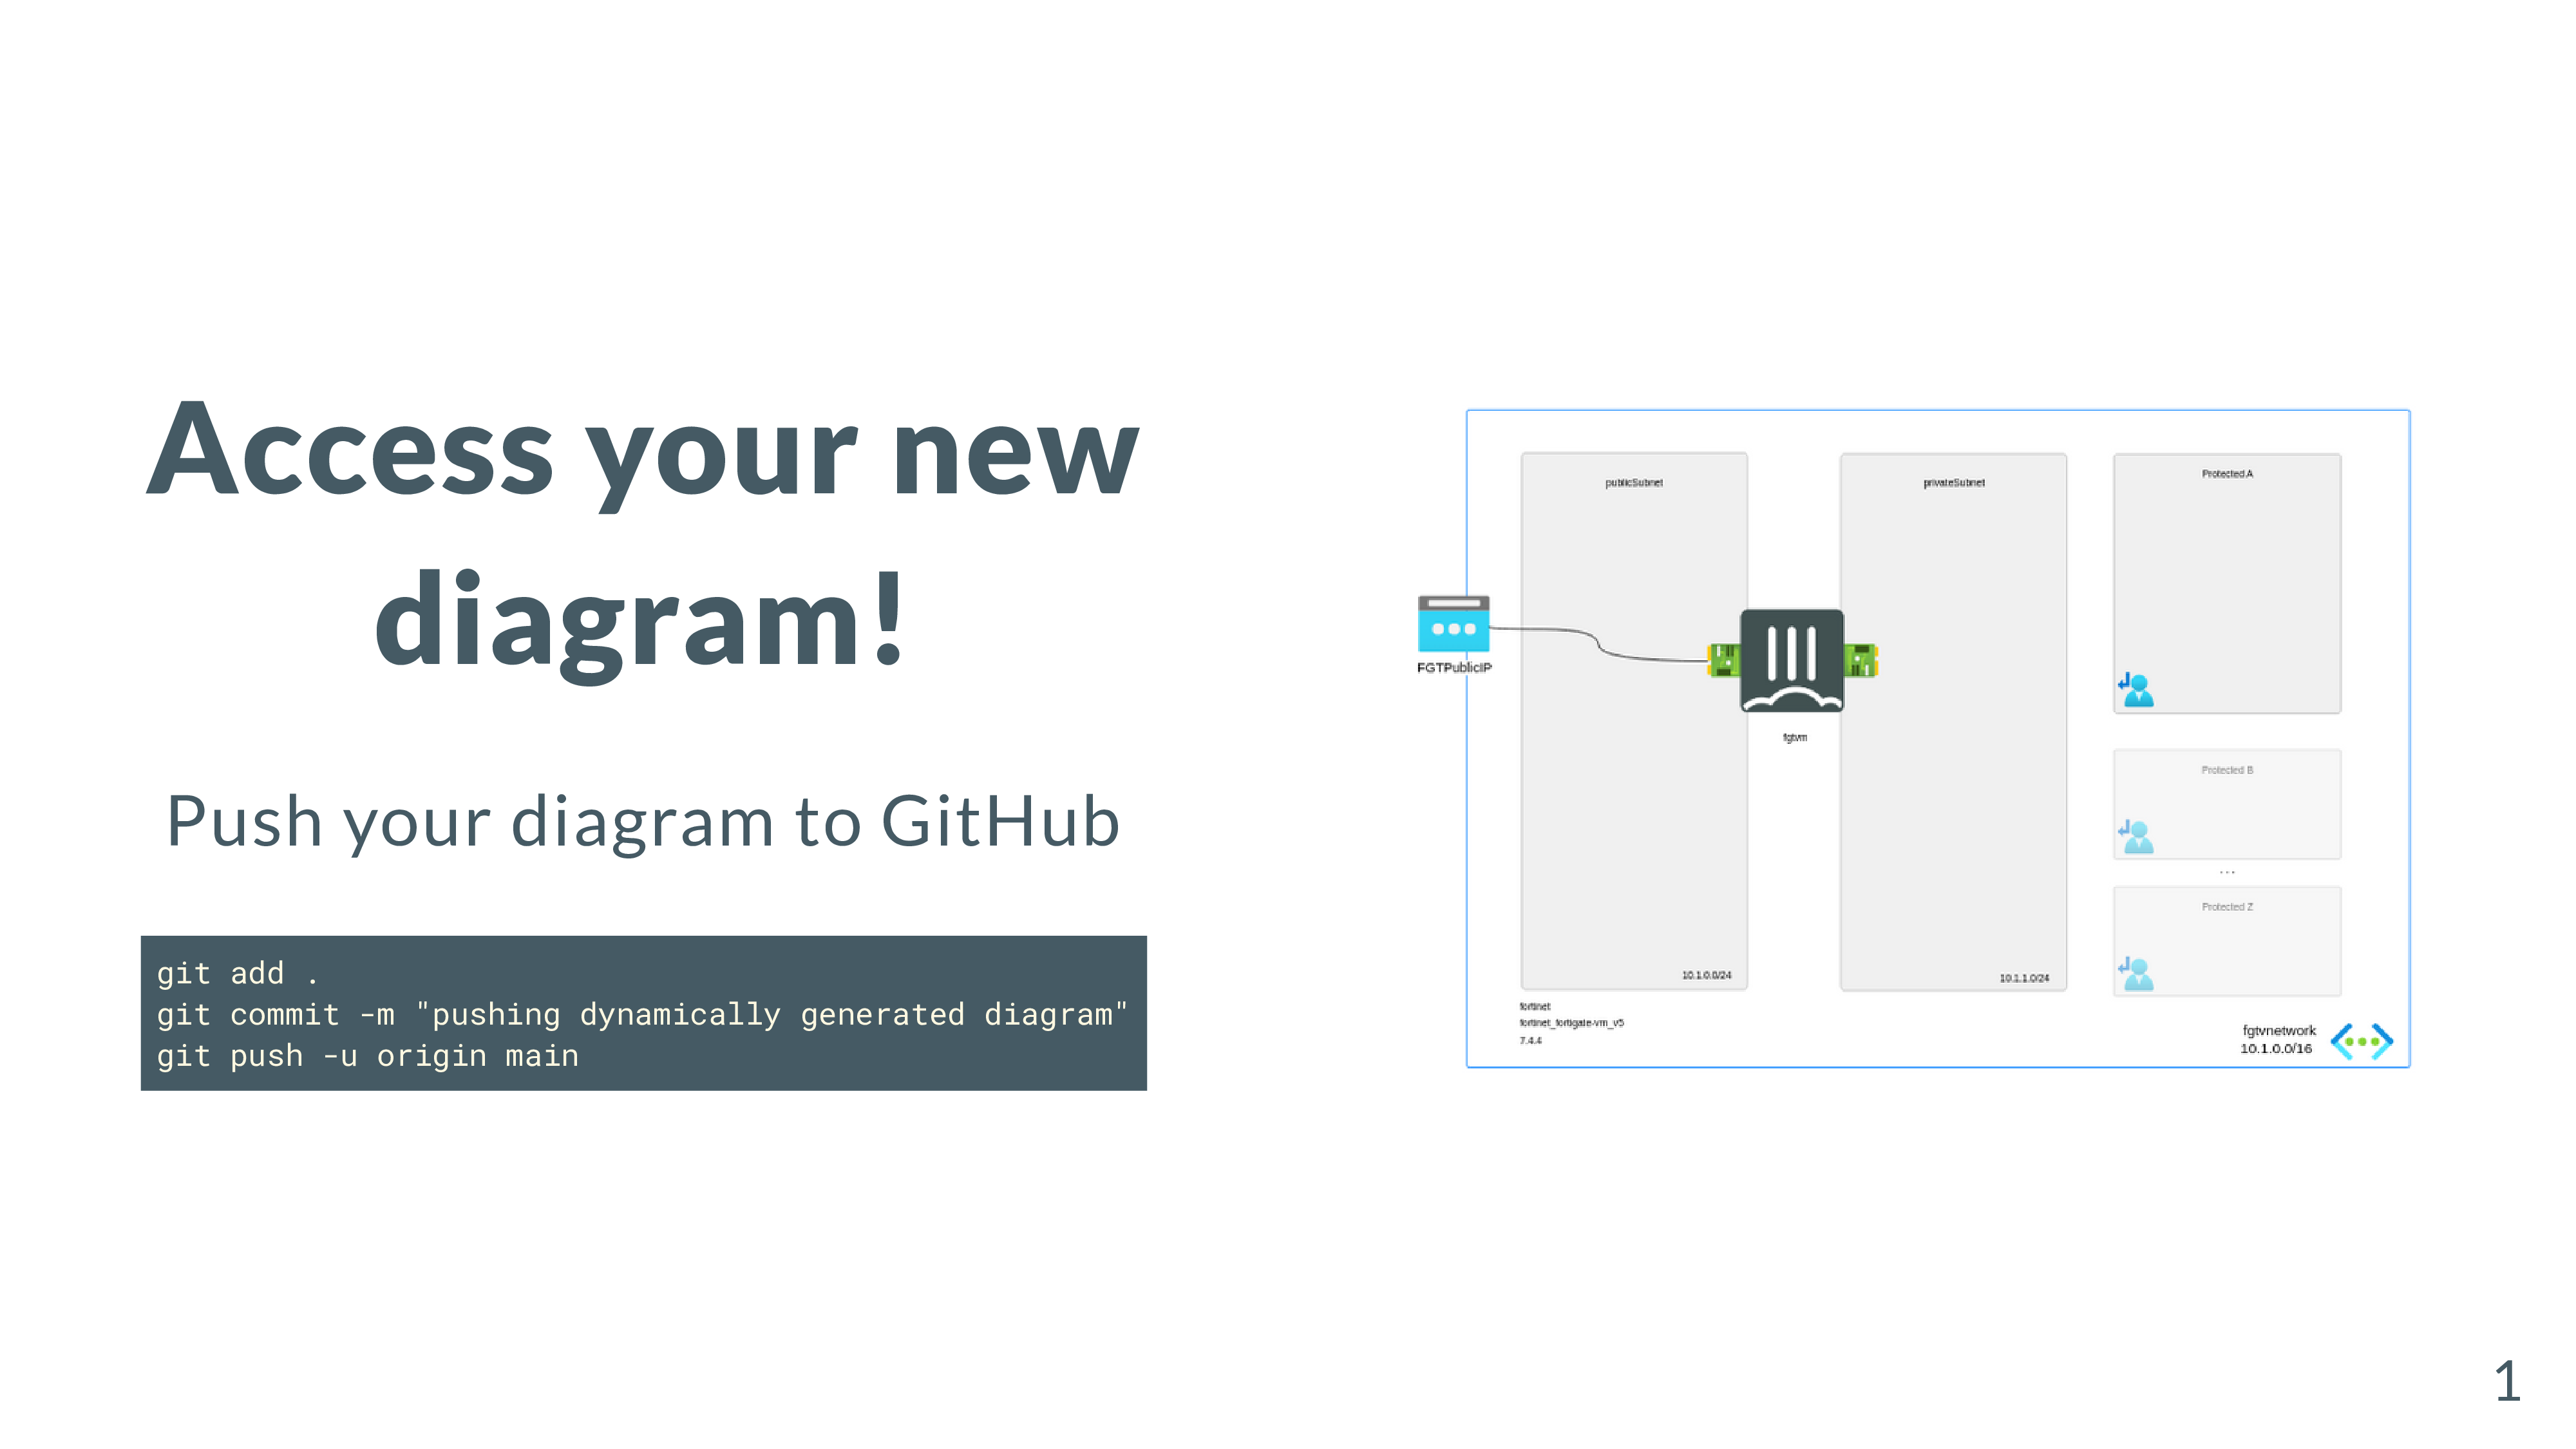 Access your new
diagram!
Push your diagram to GitHub
git add .
git commit -m "pushing dynamically generated diagram"
git push -u origin main
publicSubnet
privateSubnet
Protected A
FGTPublicIP
fgtvm
Protected B
...
Protected Z
10.1.0.0/24
10.1.1.0/24
fortinet
fortinet_fortigate-vm_v5
7.4.4
fgtvnetwork
10.1.0.0/16
1